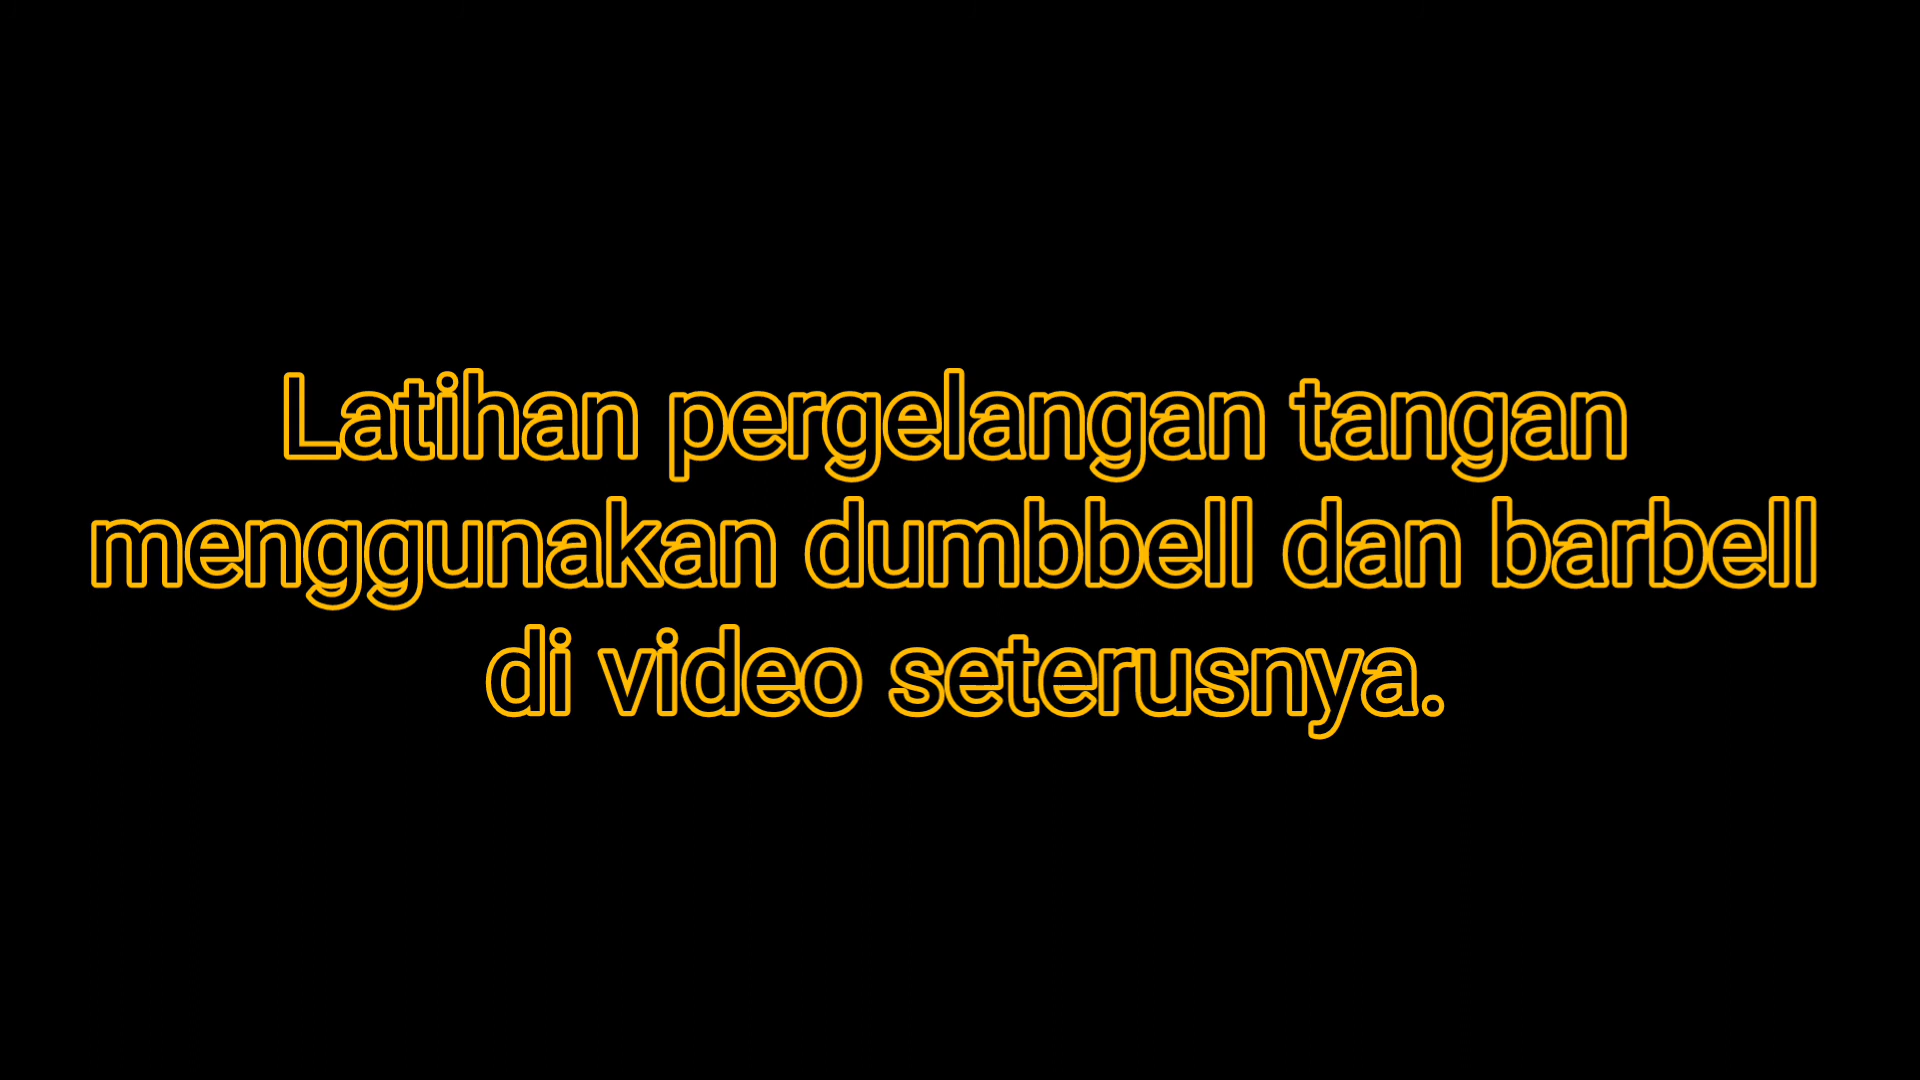 Latihan pergelangan tangan
menggunakan dumbbell dan barbell
di video seterusnya.